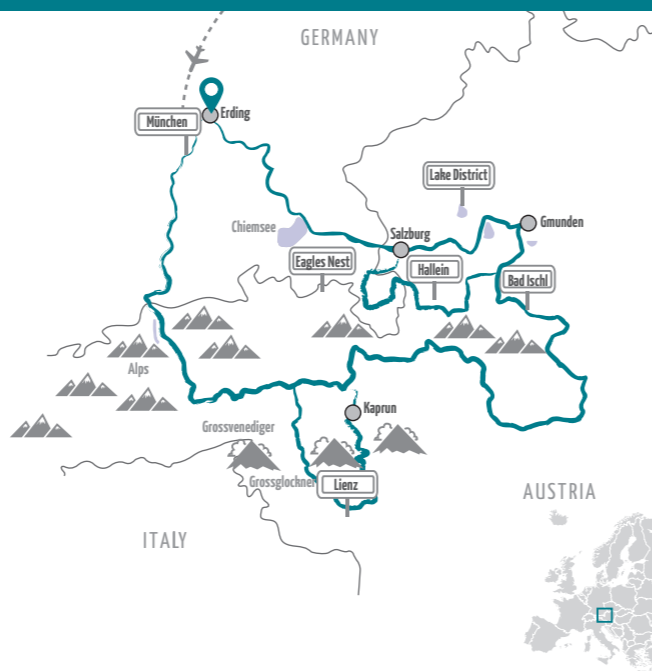 GERMANY
Erding
München
Lake District
Chiemsee
Salzburg
Gmunden
Eagles Nest
Hallein
Bad Ischl
Alps
Kaprun
Grossvenediger
Grossglockner
Lienz
AUSTRIA
ITALY